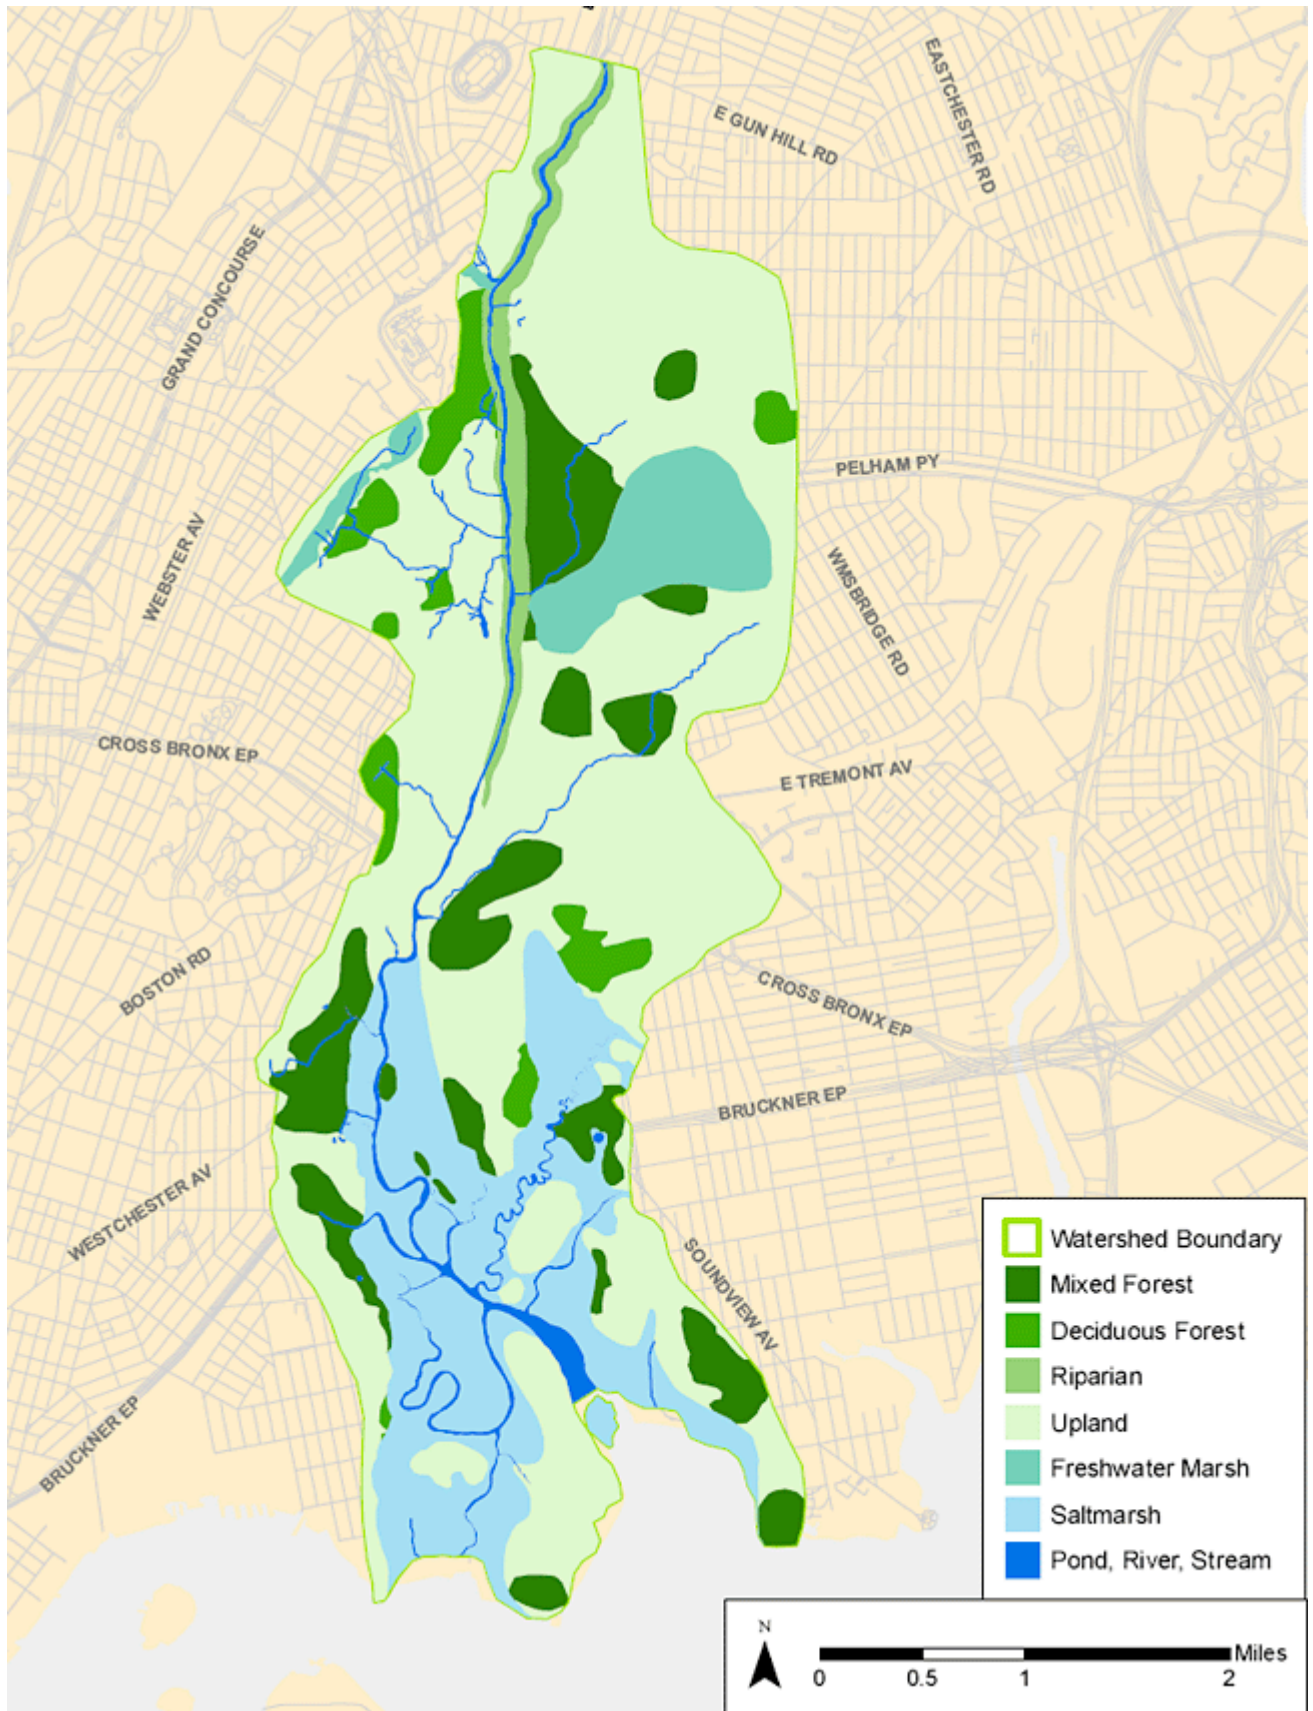 E GUN HILL RD
EASTCHESTER RD
GRAND CONCOURSE
PELHAM PY
WEBSTER AV
WMSBRIDGE RD
CROSS BRONX EP
E TREMONT AV
BOSTON RD
CROSS BRONX EP
BRUCKNER EP
WESTCHESTER AV
SOUNDVIEW AV
BRUCKNER EP
Watershed Boundary
Mixed Forest
Deciduous Forest
Riparian
Upland
Freshwater Marsh
Saltmarsh
Pond, River, Stream
N
Miles
0 0.5 1 2